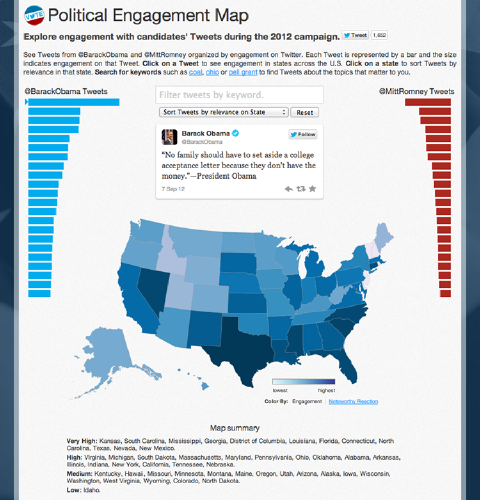 VOTE
Political Engagement Map
Explore engagement with candidates' Tweets during the 2012 campaign. Tweet 1,652
See Tweets from @BarackObama and @MittRomney organized by engagement on Twitter. Each Tweet is represented by a bar and the size
indicates engagement on that Tweet. Click on a Tweet to see engagement in states across the U.S. Click on a state to sort Tweets by
relevance in that state. Search for keywords such as coal, ohio or pell grant to find Tweets about the topics that matter to you.
@BarackObama Tweets
Filter tweets by keyword.
@MittRomney Tweets
Sort Tweets by relevance on State
Reset
Barack Obama
@BarackObama
Follow
"No family should have to set aside a college
acceptance letter because they don't have the
money."—President Obama
7 Sep 12
lowest
highest
Color By: Engagement | Noteworthy Reaction
Map summary
Very High: Kansas, South Carolina, Mississippi, Georgia, District of Columbia, Louisiana, Florida, Connecticut, North
Carolina, Texas, Nevada, New Mexico.
High: Virginia, Michigan, South Dakota, Massachusetts, Maryland, Pennsylvania, Ohio, Oklahoma, Alabama, Arkansas,
Illinois, Indiana, New York, California, Tennessee, Nebraska.
Medium: Kentucky, Hawaii, Missouri, Minnesota, Montana, Maine, Oregon, Utah, Arizona, Alaska, Iowa, Wisconsin,
Washington, West Virginia, Wyoming, Colorado, North Dakota.
Low: Idaho.